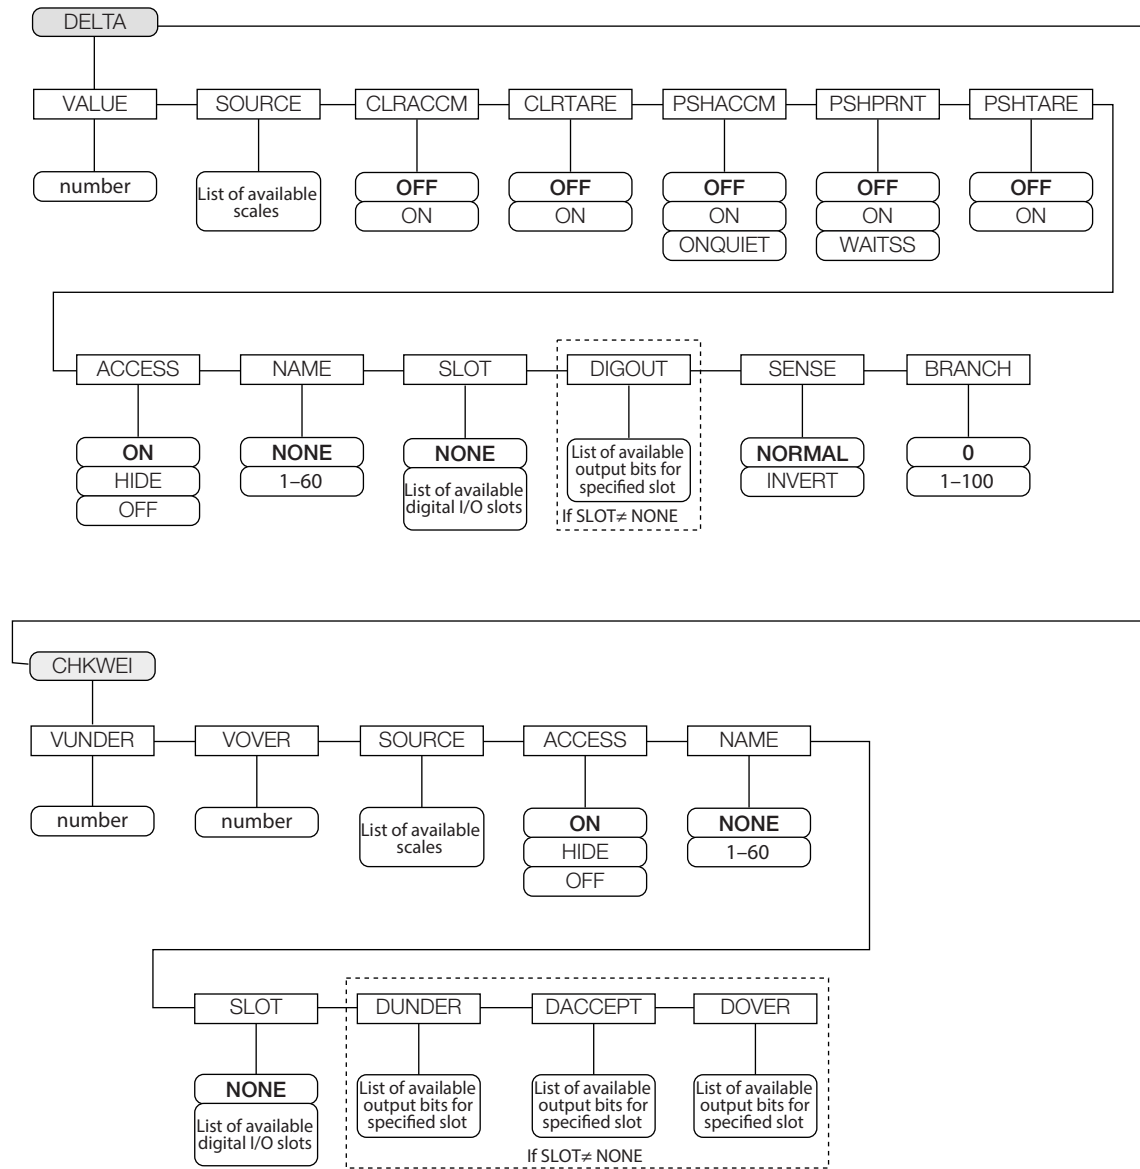 DELTA
VALUE
SOURCE
CLRACCM
CLRTARE
PSHACCM
PSHPRNT
PSHTARE
number
List of available
scales
OFF
ON
OFF
ON
OFF
ON
ONQUIET
OFF
ON
WAITSS
OFF
ON
ACCESS
NAME
SLOT
DIGOUT
SENSE
BRANCH
ON
HIDE
OFF
NONE
1–60
NONE
List of available
digital I/O slots
List of available
output bits for
specified slot
If SLOT≠ NONE
NORMAL
INVERT
0
1–100
CHKWEI
VUNDER
VOVER
SOURCE
ACCESS
NAME
number
number
List of available
scales
ON
HIDE
OFF
NONE
1–60
SLOT
DUNDER
DACCEPT
DOVER
NONE
List of available
digital I/O slots
List of available
output bits for
specified slot
List of available
output bits for
specified slot
List of available
output bits for
specified slot
If SLOT≠ NONE